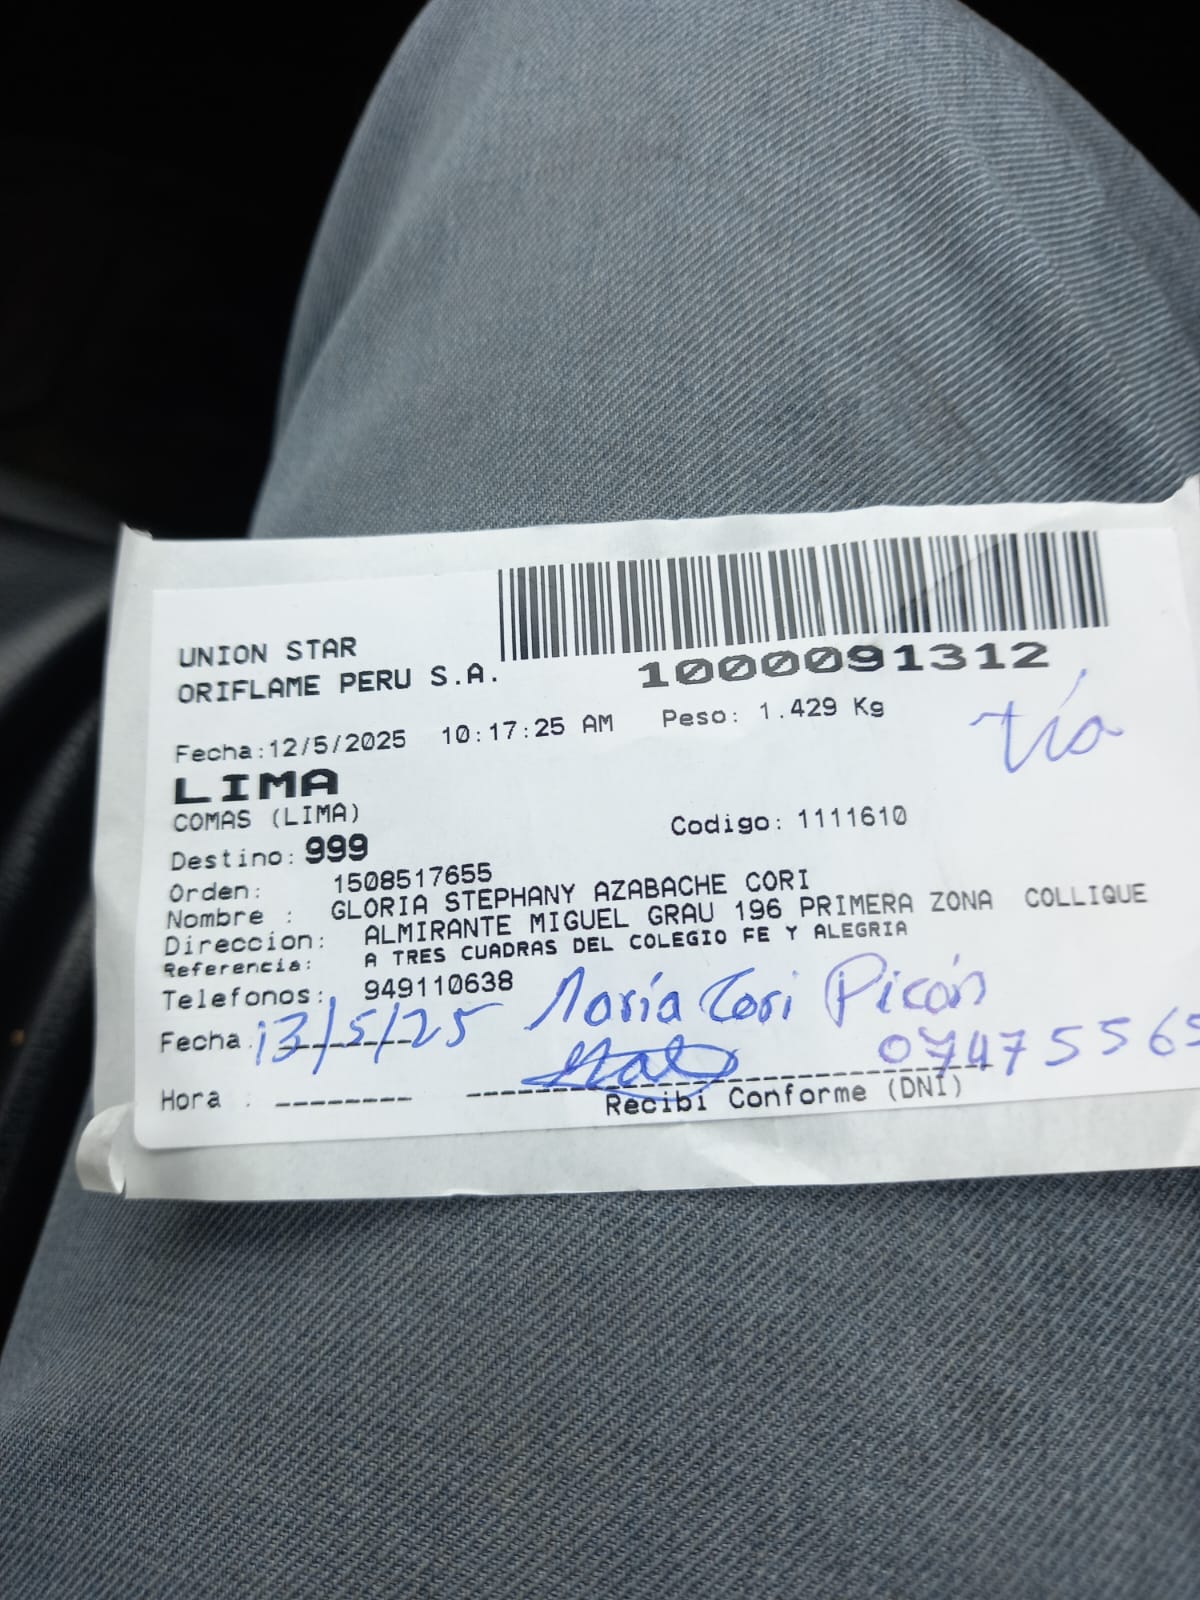 UNION STAR
ORIFLAME PERU S.A.
1000091312
Fecha:12/5/2025 10:17:25 AM Peso: 1.429 Kg
tía
LIMA
COMAS (LIMA)
Codigo: 1111610
Destino: 999
Orden: 1508517655
Nombre : GLORIA STEPHANY AZABACHE CORI
Direccion: ALMIRANTE MIGUEL GRAU 196 PRIMERA ZONA COLLIQUE
Referencia: A TRES CUADRAS DEL COLEGIO FE Y ALEGRIA
Telefonos: 949110638
María Cori Picón
Fecha: 13/5/25
07475565
Hora : --------
Recibi Conforme (DNI)